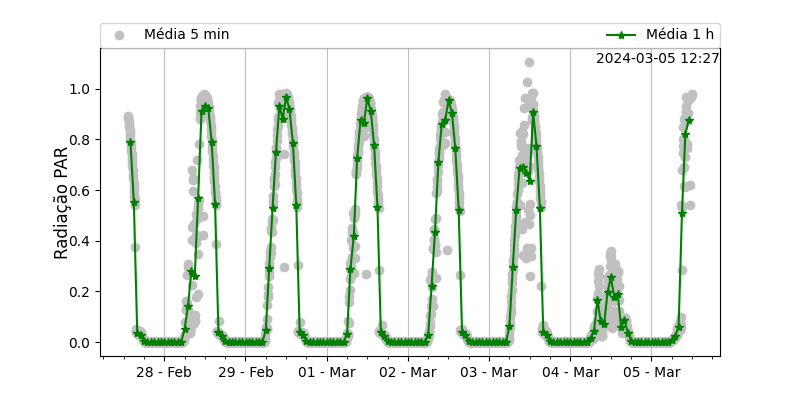 Média 5 min
Média 1 h
2024-03-05 12:27
Radiação PAR
1.0
0.8
0.6
0.4
0.2
0.0
28 - Feb
29 - Feb
01 - Mar
02 - Mar
03 - Mar
04 - Mar
05 - Mar